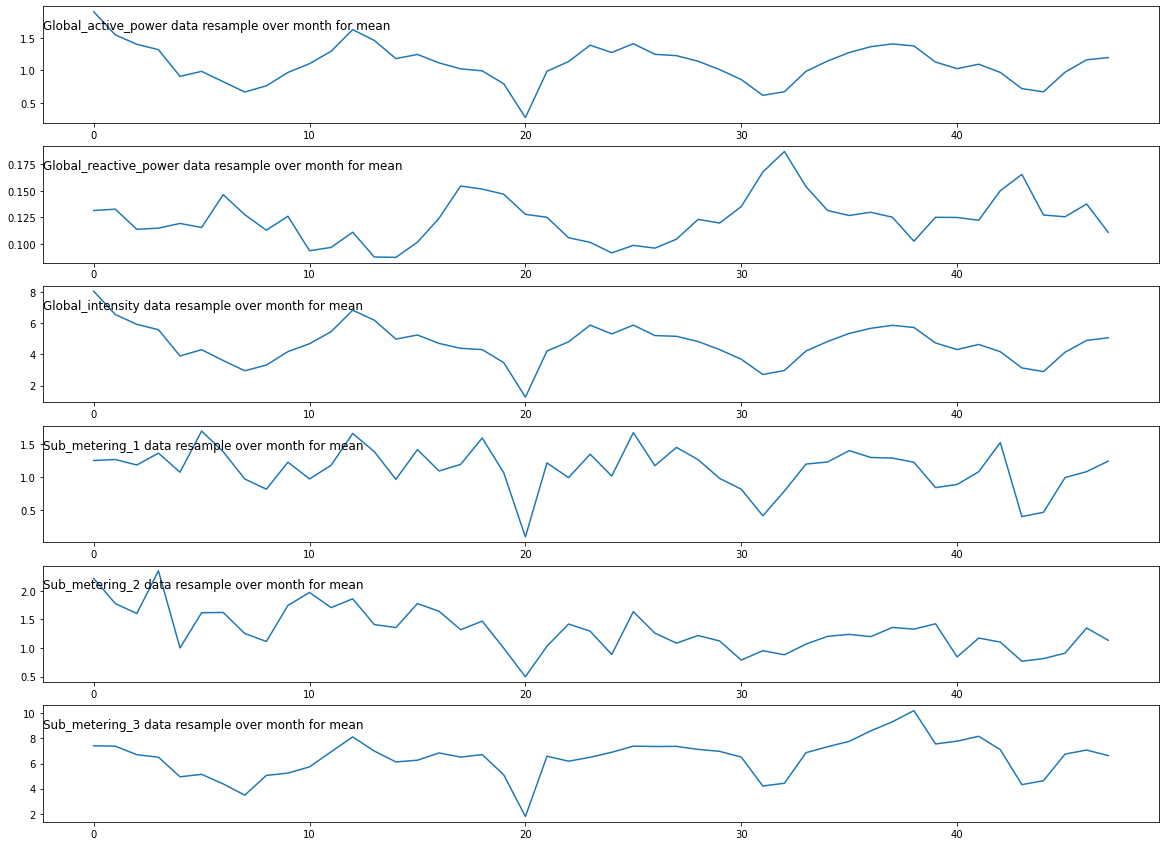 Global_active_power data resample over month for mean
1.5
1.0
0.5
0 10 20 30 40
Global_reactive_power data resample over month for mean
0.175
0.150
0.125
0.100
0 10 20 30 40
Global_intensity data resample over month for mean
8
6
4
2
0 10 20 30 40
Sub_metering_1 data resample over month for mean
1.5
1.0
0.5
0 10 20 30 40
Sub_metering_2 data resample over month for mean
2.0
1.5
1.0
0.5
0 10 20 30 40
Sub_metering_3 data resample over month for mean
10
8
6
4
2
0 10 20 30 40